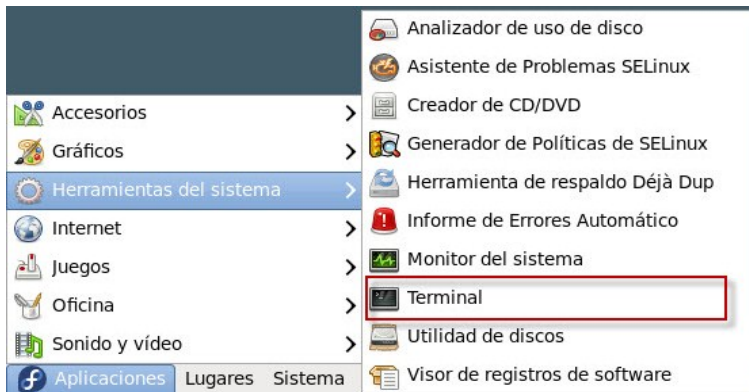 Accesorios
Gráficos
Herramientas del sistema
Internet
Juegos
Oficina
Sonido y vídeo
Aplicaciones Lugares Sistema
Analizador de uso de disco
Asistente de Problemas SELinux
Creador de CD/DVD
Generador de Políticas de SELinux
Herramienta de respaldo Déjà Dup
Informe de Errores Automático
Monitor del sistema
Terminal
Utilidad de discos
Visor de registros de software